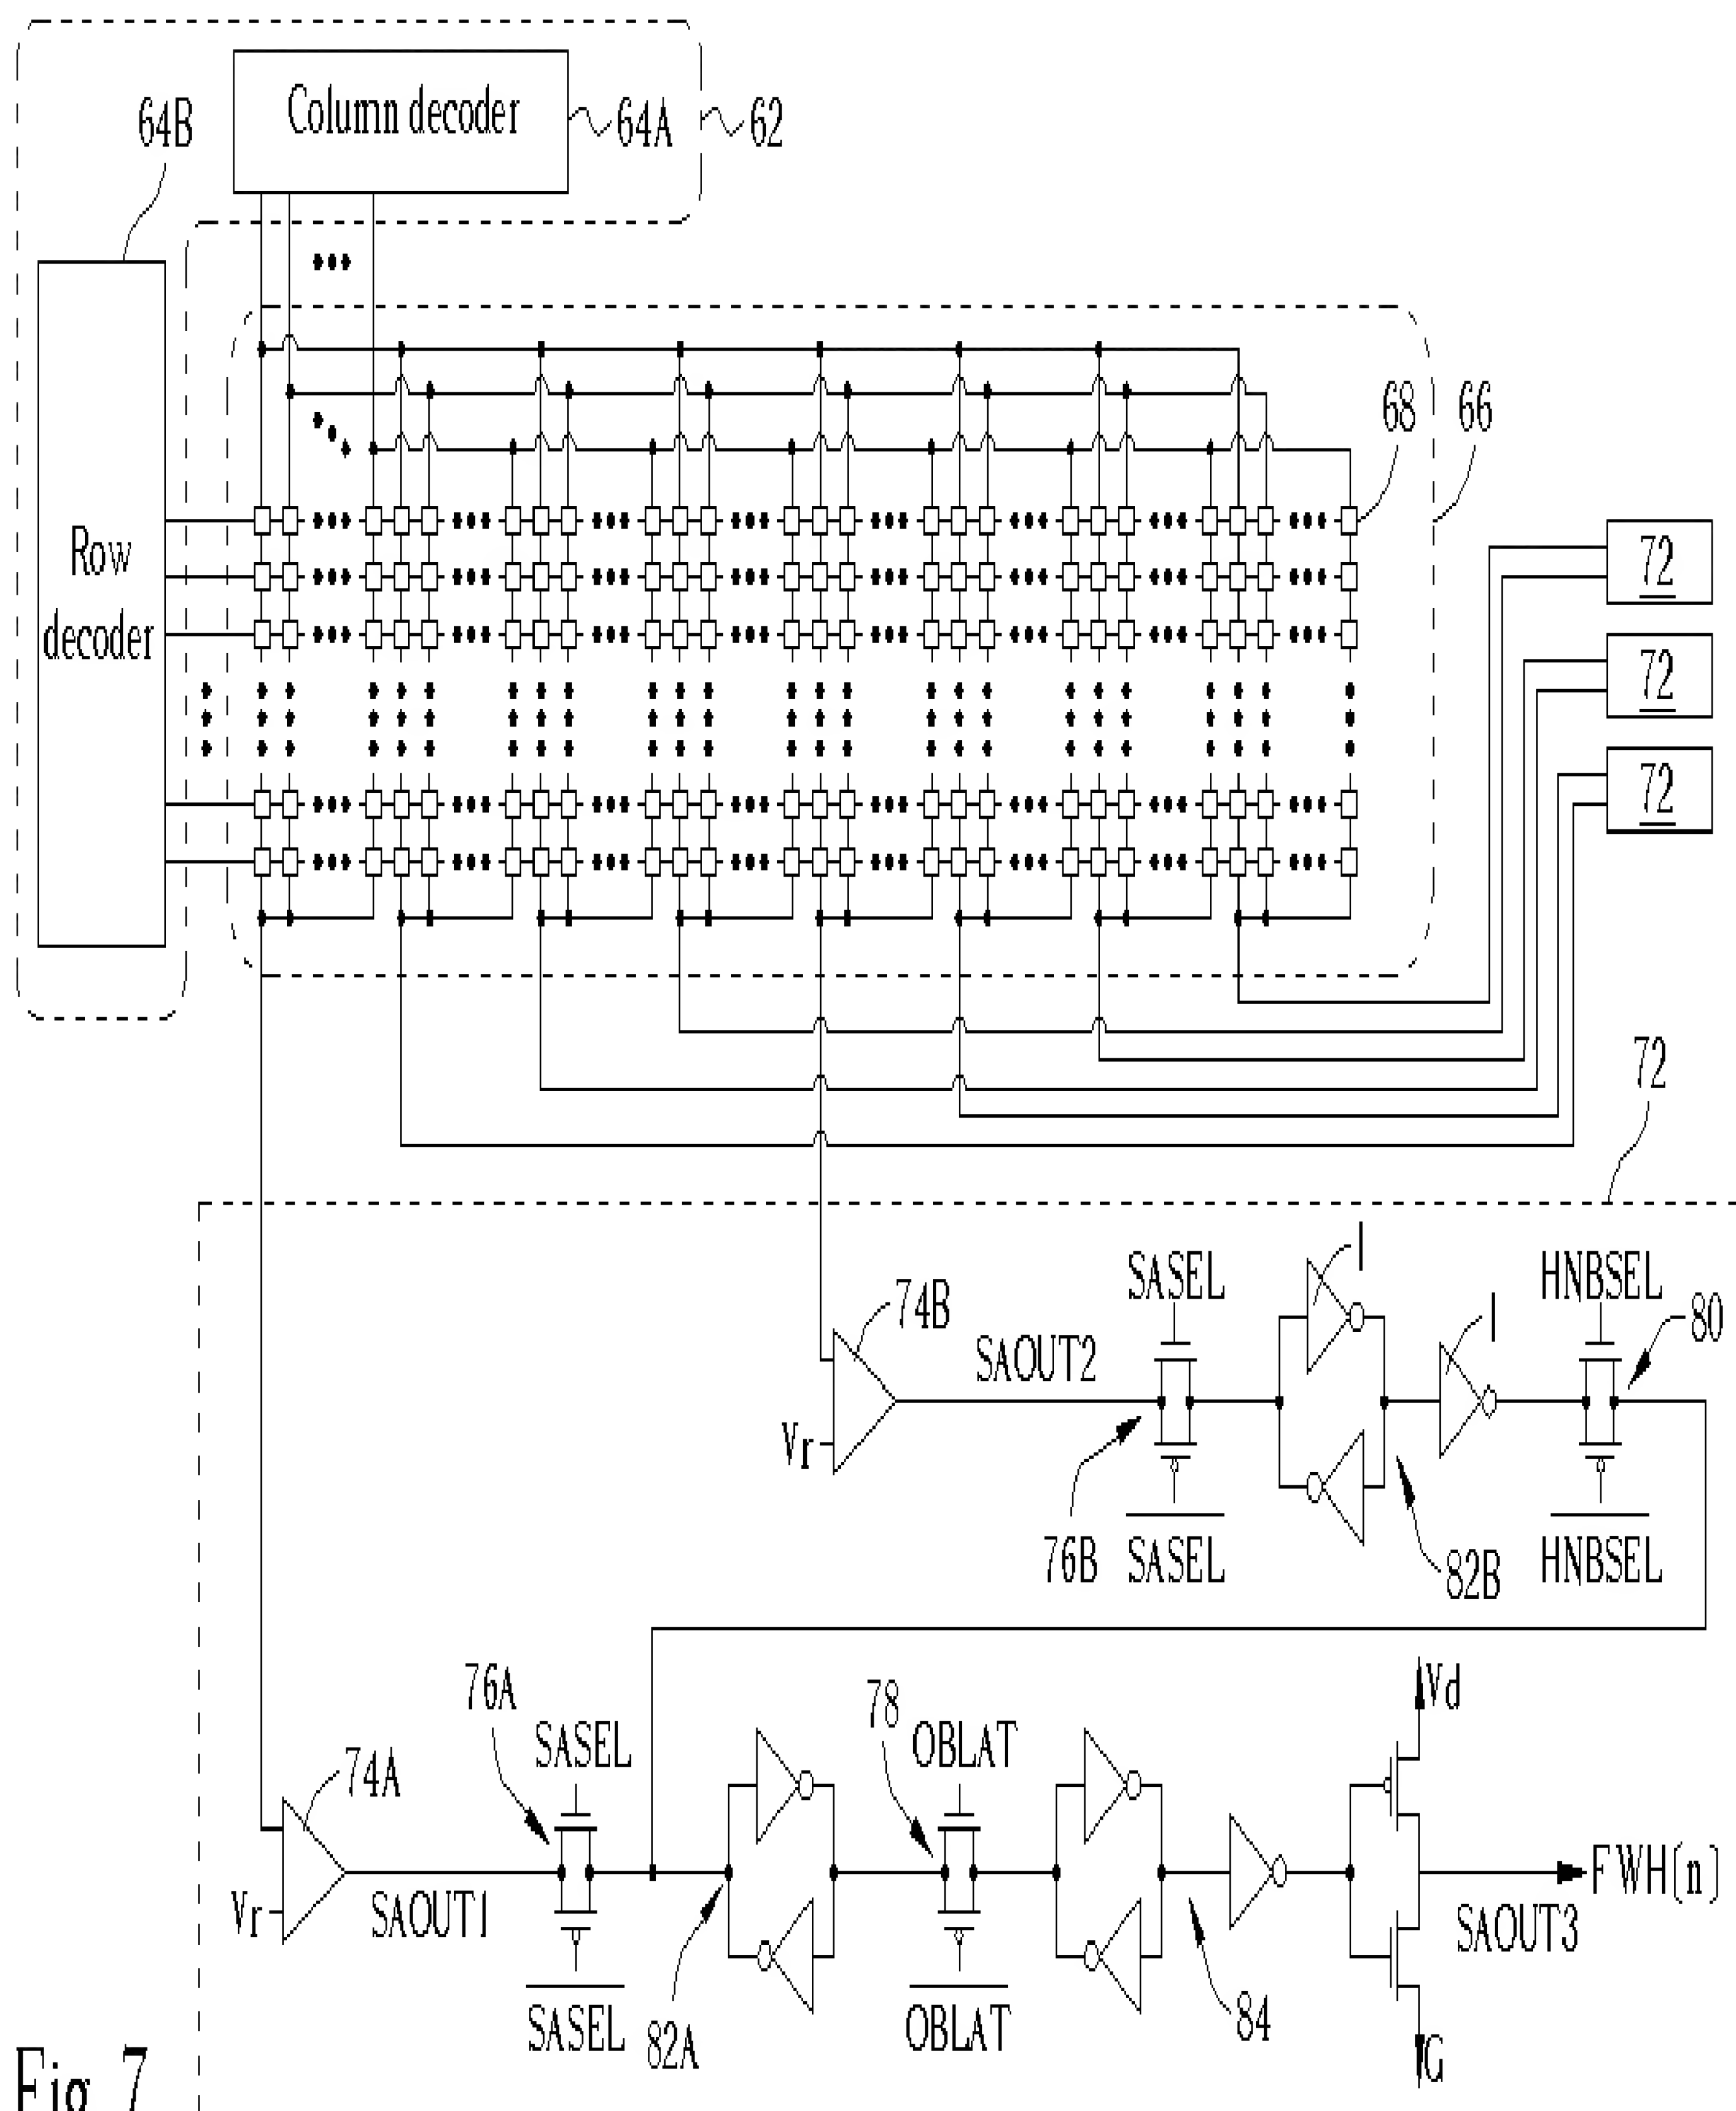 Column decoder
64A
62
64B
68
66
Row
decoder
72
72
72
72
SASEL
I
I
HNBSEL
80
74B
SAOUT2
Vr
76B
SASEL
82B
HNBSEL
76A
SASEL
78
OBLAT
Vd
74A
Vr
SAOUT1
FWH(n)
SAOUT3
SASEL
82A
OBLAT
84
G
Fig. 7